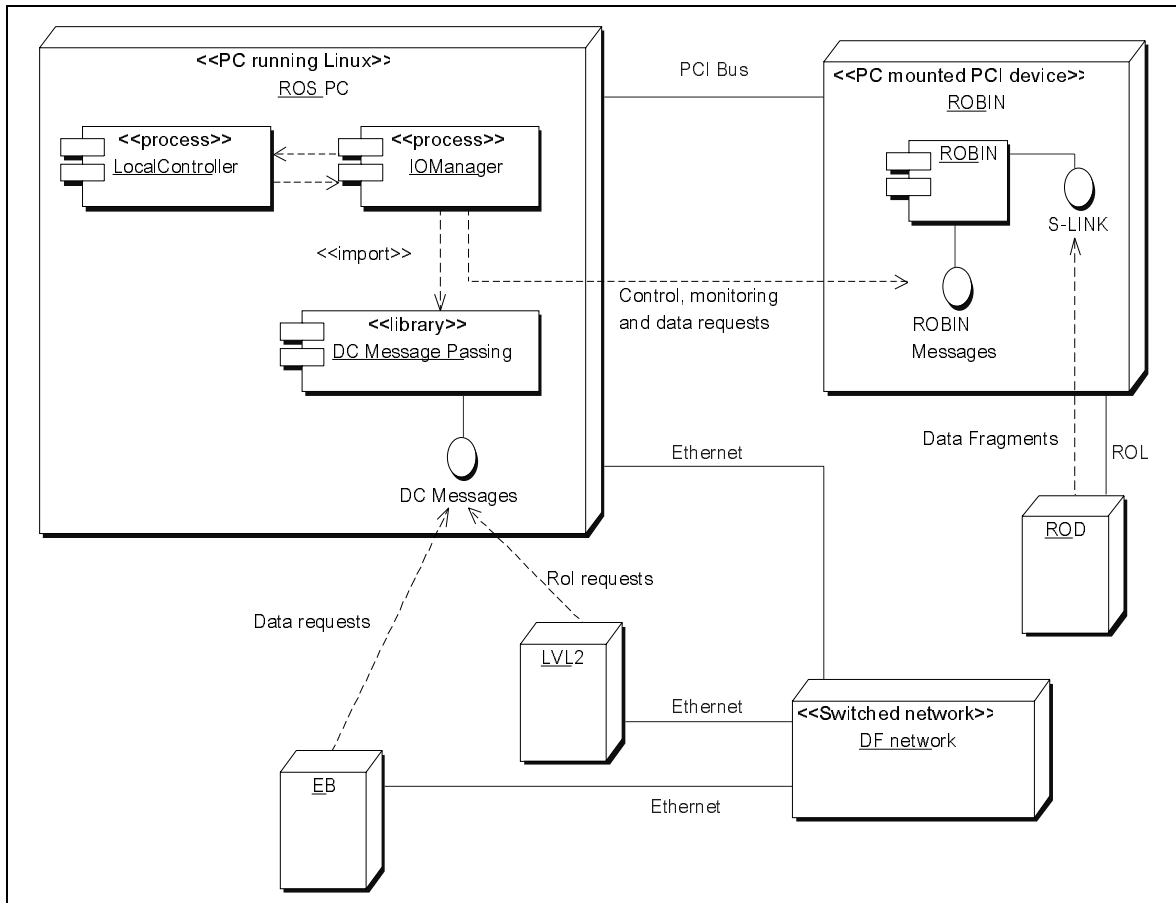 <<PC running Linux>>
ROS PC
<<process>>
LocalController
<<process>>
IOManager
<<import>>
<<library>>
DC Message Passing
DC Messages
PCI Bus
<<PC mounted PCI device>>
ROBIN
ROBIN
S-LINK
ROBIN
Messages
Control, monitoring
and data requests
Ethernet
Data Fragments
ROL
ROD
RoI requests
Data requests
LVL2
Ethernet
<<Switched network>>
DF network
EB
Ethernet